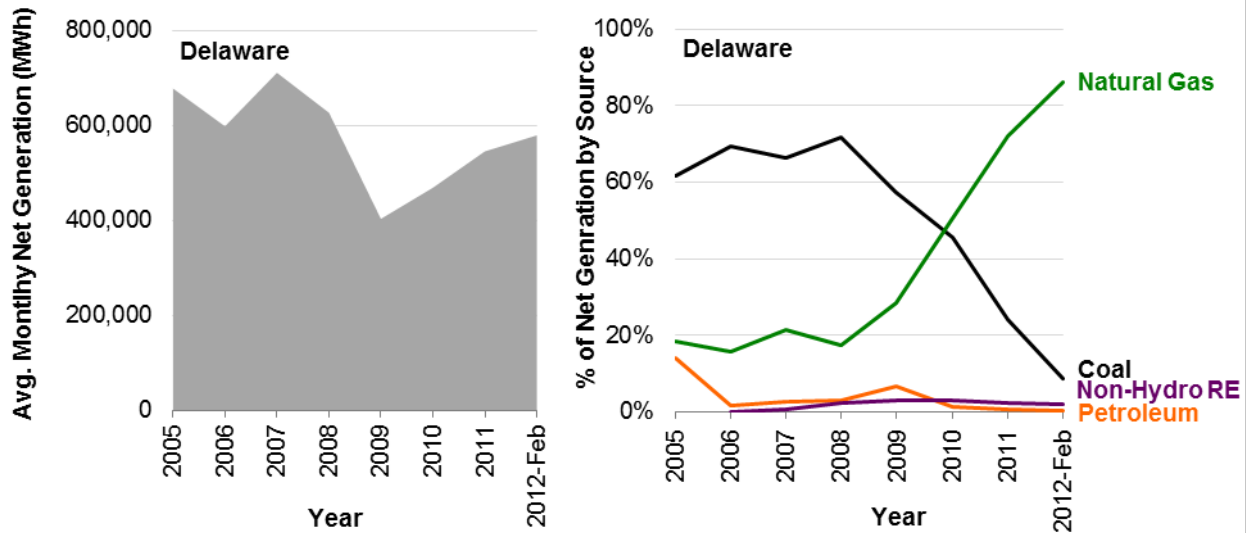 Avg. Montlhy Net Generation (MWh)
800,000
600,000
400,000
200,000
0
Delaware
2005
2006
2007
2008
2009
2010
2011
2012-Feb
Year
% of Net Genration by Source
100%
80%
60%
40%
20%
0%
Delaware
Natural Gas
Coal
Non-Hydro RE
Petroleum
2005
2006
2007
2008
2009
2010
2011
2012-Feb
Year